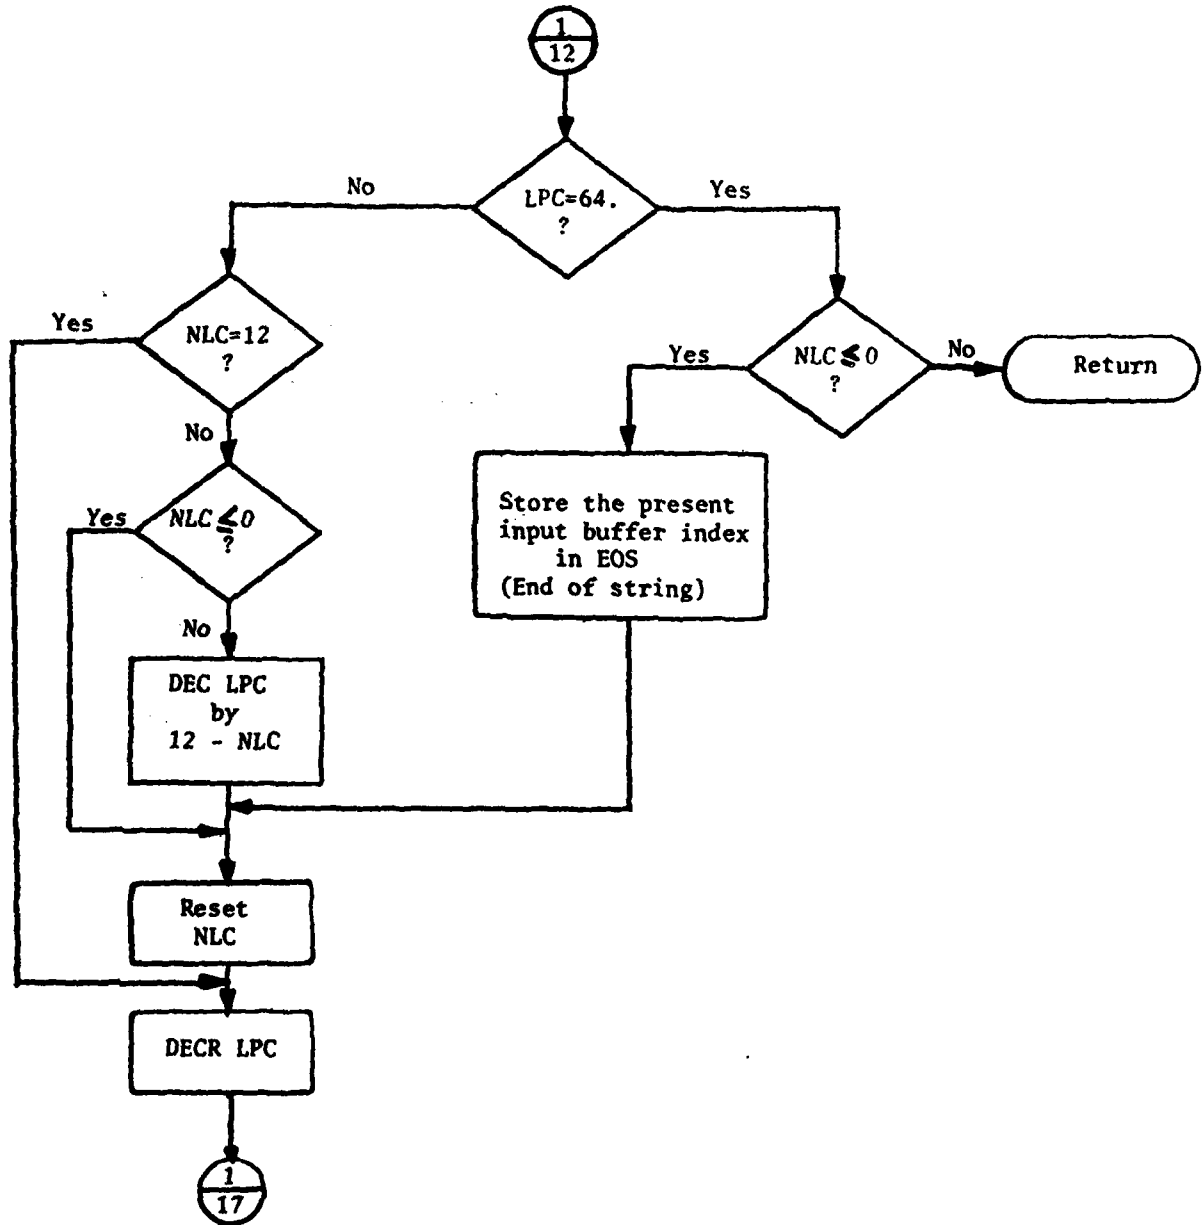 1
12
LPC=64.
?
No
Yes
NLC=12
?
Yes
No
NLC ≤ 0
?
Yes
No
Return
NLC ≤ 0
?
Yes
No
Store the present
input buffer index
in EOS
(End of string)
DEC LPC
by
12 - NLC
Reset
NLC
DECR LPC
1
17